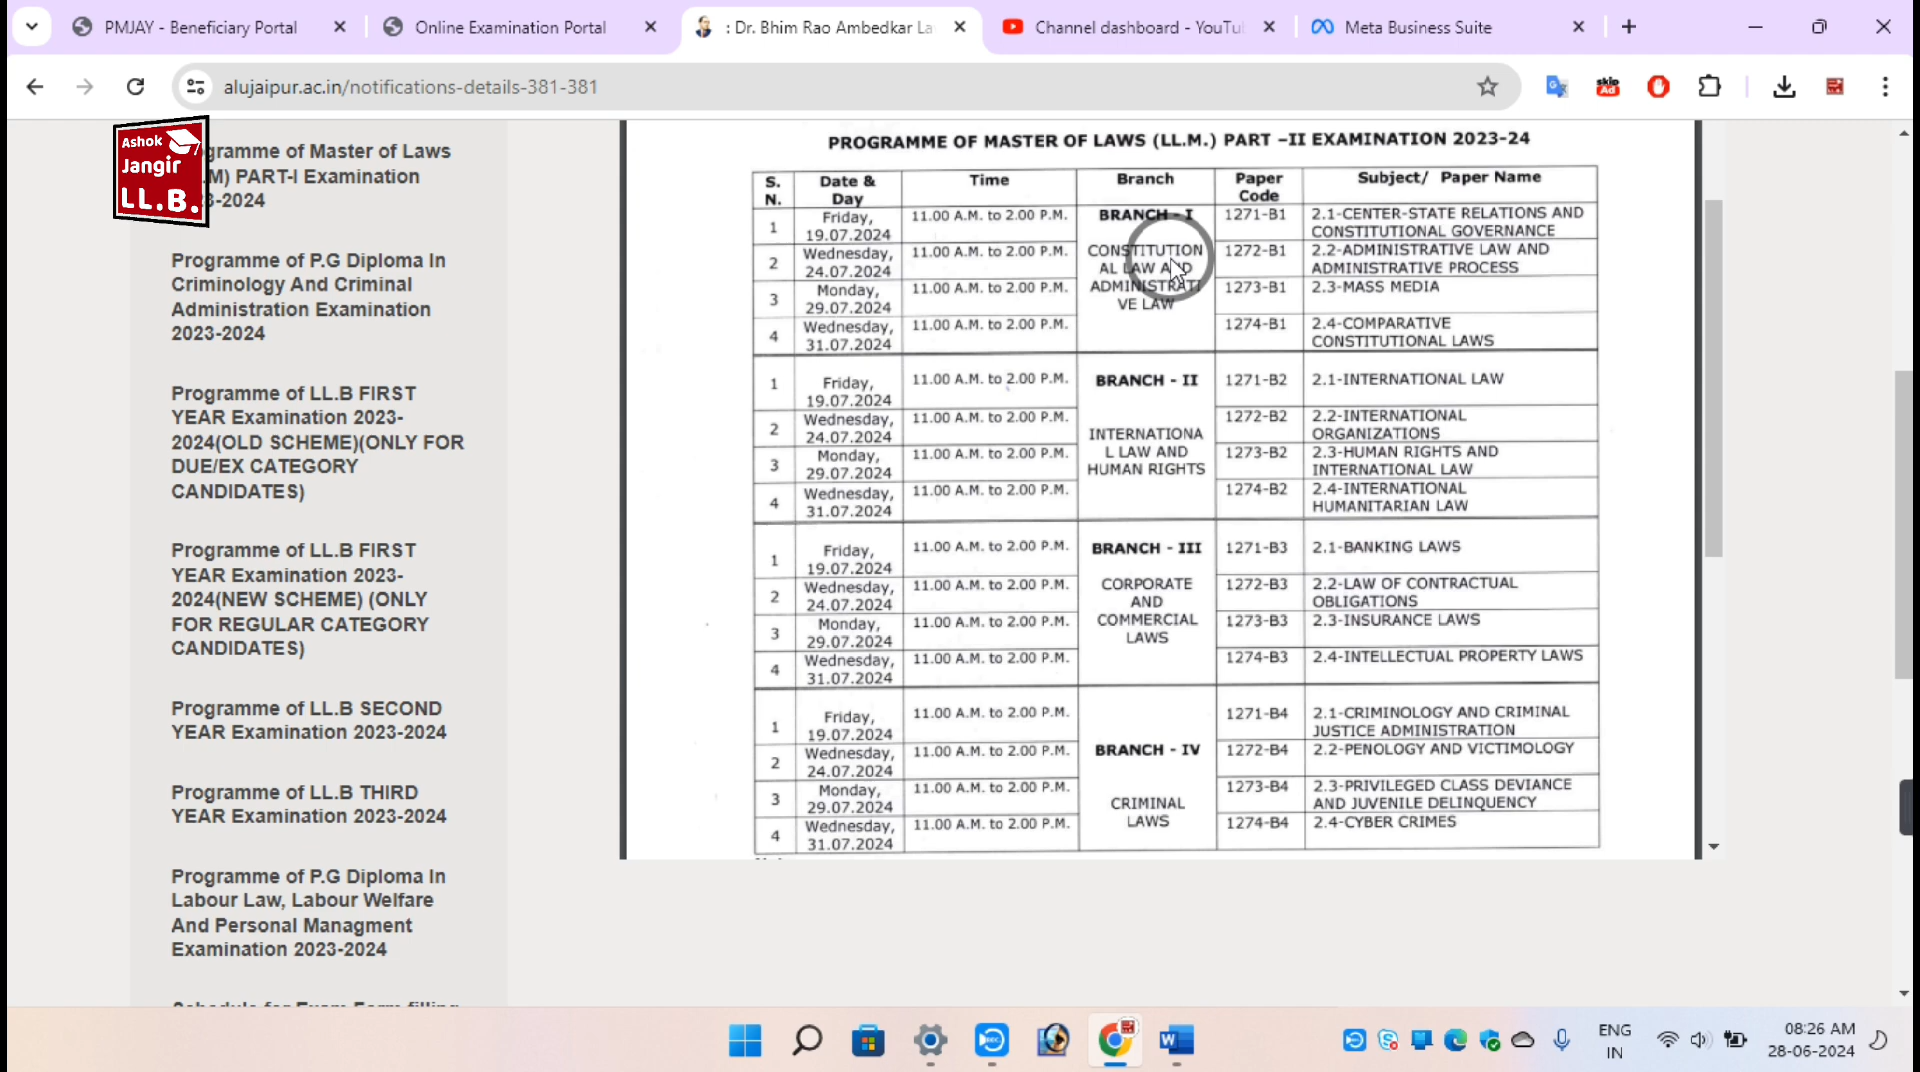 PMJAY - Beneficiary Portal
Online Examination Portal
: Dr. Bhim Rao Ambedkar La
Channel dashboard - YouTu
Meta Business Suite
alujaipur.ac.in/notifications-details-381-381
skip
Ad
Ashok
Jangir
LL.B.
gramme of Master of Laws
.M) PART-I Examination
3-2024
Programme of P.G Diploma In
Criminology And Criminal
Administration Examination
2023-2024
Programme of LL.B FIRST
YEAR Examination 2023-
2024(OLD SCHEME)(ONLY FOR
DUE/EX CATEGORY
CANDIDATES)
Programme of LL.B FIRST
YEAR Examination 2023-
2024(NEW SCHEME) (ONLY
FOR REGULAR CATEGORY
CANDIDATES)
Programme of LL.B SECOND
YEAR Examination 2023-2024
Programme of LL.B THIRD
YEAR Examination 2023-2024
Programme of P.G Diploma In
Labour Law, Labour Welfare
And Personal Managment
Examination 2023-2024
Schedule for Exam Form filling
PROGRAMME OF MASTER OF LAWS (LL.M.) PART –II EXAMINATION 2023-24
S. N. Date & Day Time Branch Paper Code Subject/ Paper Name
BRANCH - I
CONSTITUTION
AL LAW AND
ADMINISTRATI
VE LAW
1 Friday, 19.07.2024 11.00 A.M. to 2.00 P.M. 1271-B1 2.1-CENTER-STATE RELATIONS AND CONSTITUTIONAL GOVERNANCE
2 Wednesday, 24.07.2024 11.00 A.M. to 2.00 P.M. 1272-B1 2.2-ADMINISTRATIVE LAW AND ADMINISTRATIVE PROCESS
3 Monday, 29.07.2024 11.00 A.M. to 2.00 P.M. 1273-B1 2.3-MASS MEDIA
4 Wednesday, 31.07.2024 11.00 A.M. to 2.00 P.M. 1274-B1 2.4-COMPARATIVE CONSTITUTIONAL LAWS
BRANCH - II
INTERNATIONA
L LAW AND
HUMAN RIGHTS
1 Friday, 19.07.2024 11.00 A.M. to 2.00 P.M. 1271-B2 2.1-INTERNATIONAL LAW
2 Wednesday, 24.07.2024 11.00 A.M. to 2.00 P.M. 1272-B2 2.2-INTERNATIONAL ORGANIZATIONS
3 Monday, 29.07.2024 11.00 A.M. to 2.00 P.M. 1273-B2 2.3-HUMAN RIGHTS AND INTERNATIONAL LAW
4 Wednesday, 31.07.2024 11.00 A.M. to 2.00 P.M. 1274-B2 2.4-INTERNATIONAL HUMANITARIAN LAW
BRANCH - III
CORPORATE
AND
COMMERCIAL
LAWS
1 Friday, 19.07.2024 11.00 A.M. to 2.00 P.M. 1271-B3 2.1-BANKING LAWS
2 Wednesday, 24.07.2024 11.00 A.M. to 2.00 P.M. 1272-B3 2.2-LAW OF CONTRACTUAL OBLIGATIONS
3 Monday, 29.07.2024 11.00 A.M. to 2.00 P.M. 1273-B3 2.3-INSURANCE LAWS
4 Wednesday, 31.07.2024 11.00 A.M. to 2.00 P.M. 1274-B3 2.4-INTELLECTUAL PROPERTY LAWS
BRANCH - IV
CRIMINAL
LAWS
1 Friday, 19.07.2024 11.00 A.M. to 2.00 P.M. 1271-B4 2.1-CRIMINOLOGY AND CRIMINAL JUSTICE ADMINISTRATION
2 Wednesday, 24.07.2024 11.00 A.M. to 2.00 P.M. 1272-B4 2.2-PENOLOGY AND VICTIMOLOGY
3 Monday, 29.07.2024 11.00 A.M. to 2.00 P.M. 1273-B4 2.3-PRIVILEGED CLASS DEVIANCE AND JUVENILE DELINQUENCY
4 Wednesday, 31.07.2024 11.00 A.M. to 2.00 P.M. 1274-B4 2.4-CYBER CRIMES
REC
W
ENG
IN
08:26 AM
28-06-2024